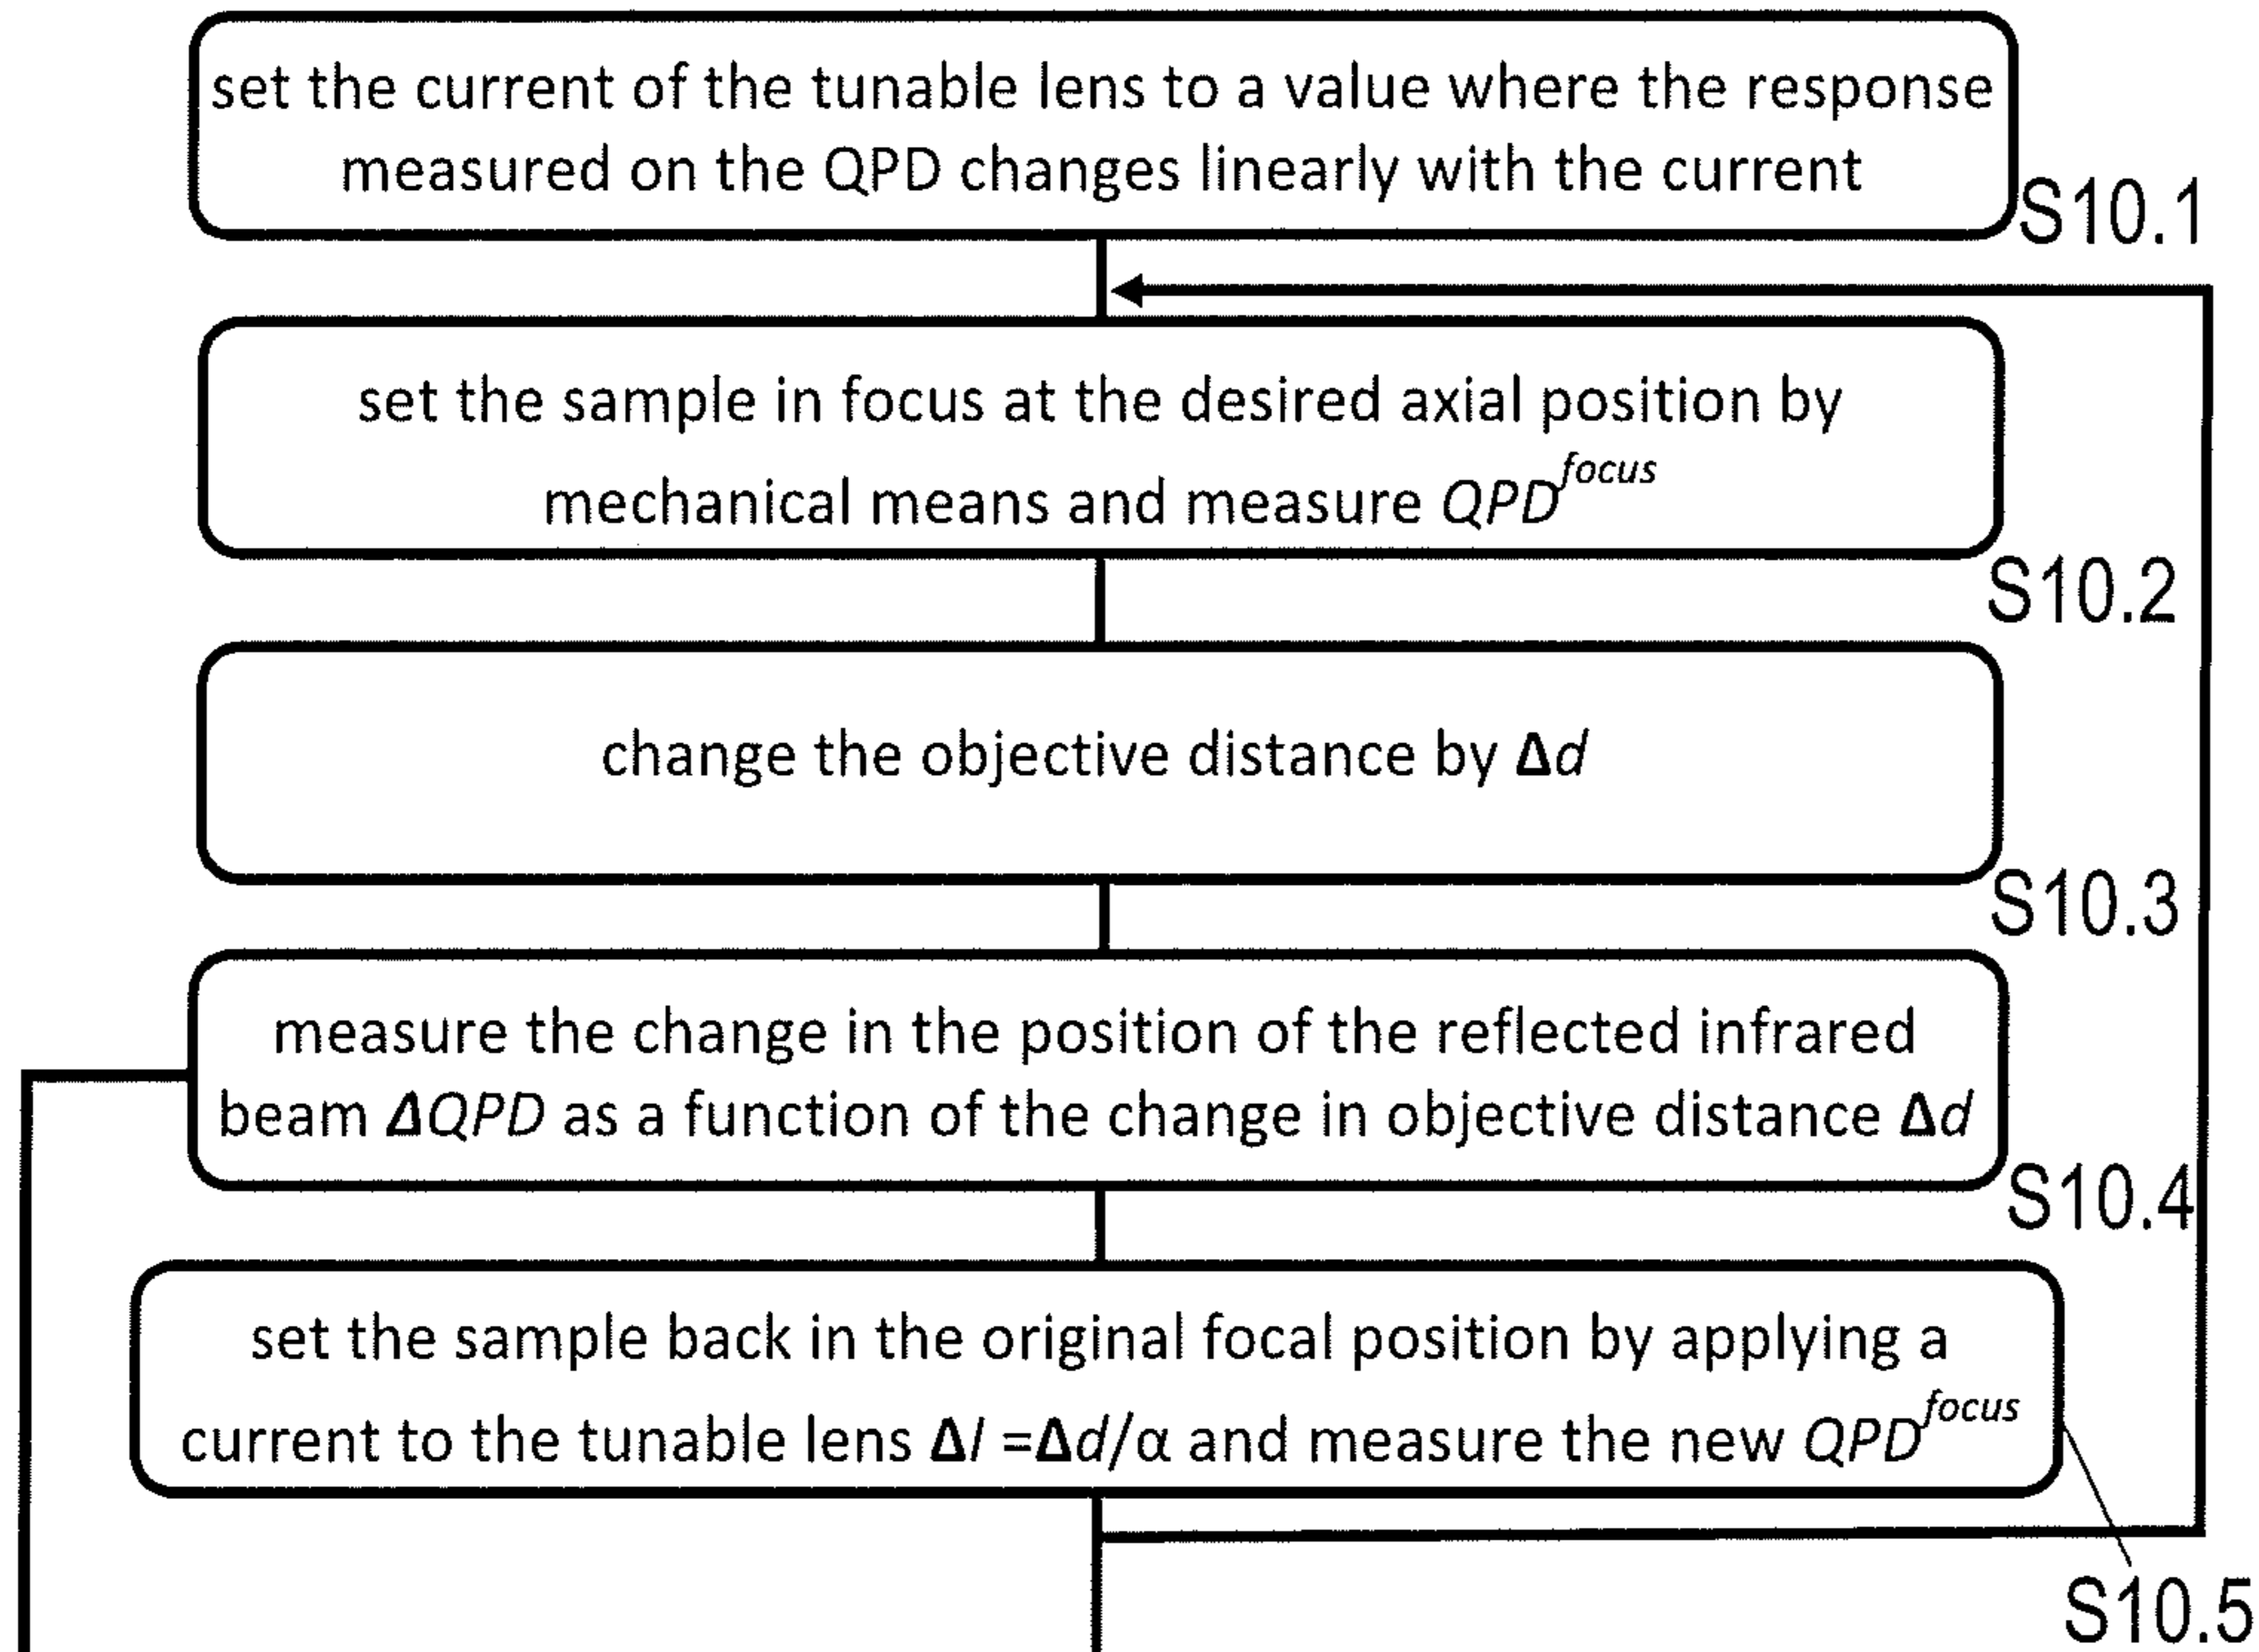 set the current of the tunable lens to a value where the response
measured on the QPD changes linearly with the current
S10.1
set the sample in focus at the desired axial position by
mechanical means and measure QPD^focus
S10.2
change the objective distance by Δd
S10.3
measure the change in the position of the reflected infrared
beam ΔQPD as a function of the change in objective distance Δd
S10.4
set the sample back in the original focal position by applying a
current to the tunable lens ΔI =Δd/α and measure the new QPD^focus
S10.5